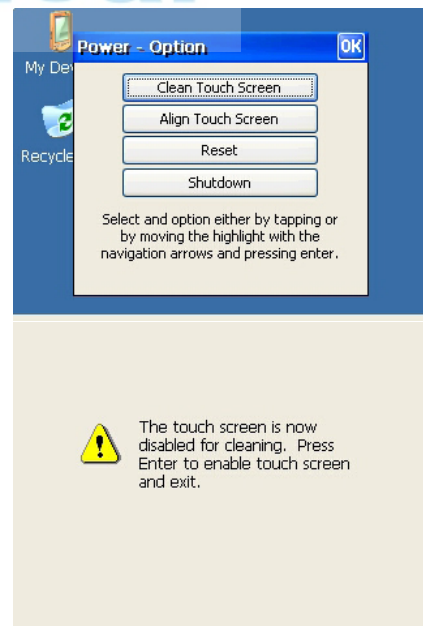 My Dev
Power - Option
OK
Recycle
Clean Touch Screen
Align Touch Screen
Reset
Shutdown
Select and option either by tapping or
by moving the highlight with the
navigation arrows and pressing enter.
The touch screen is now
disabled for cleaning. Press
Enter to enable touch screen
and exit.